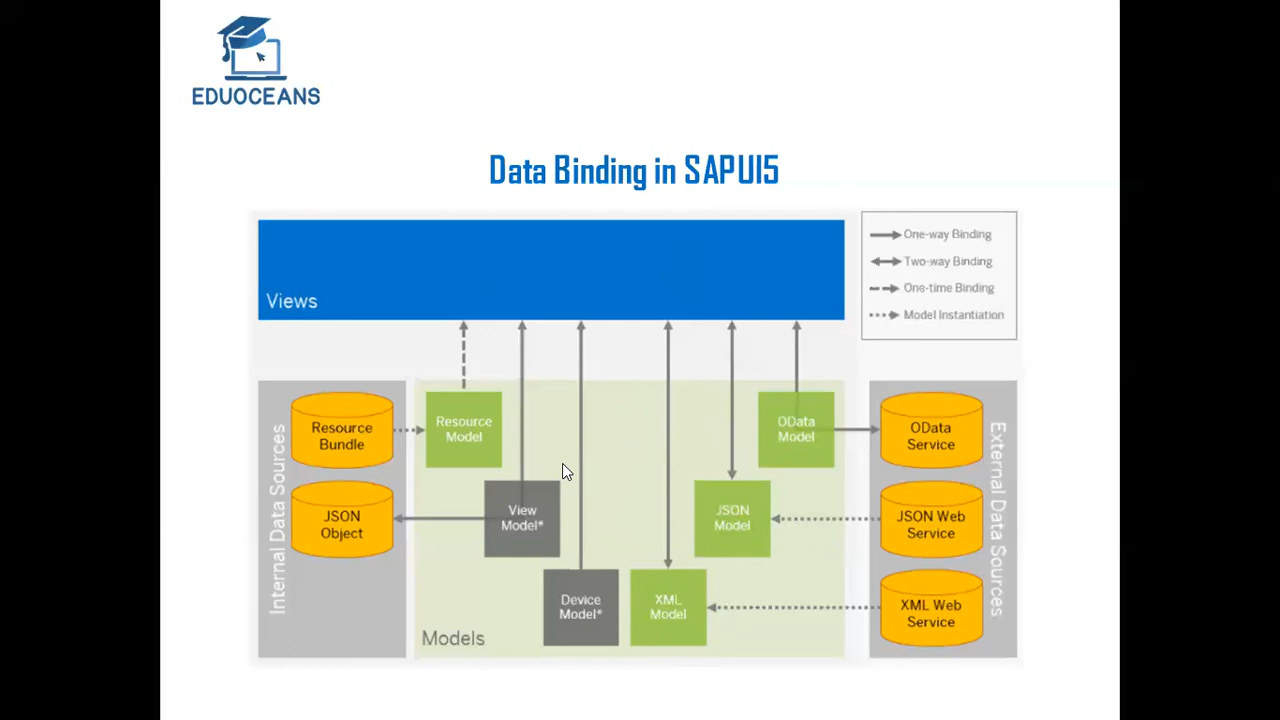 EDUOCEANS
Data Binding in SAPUI5
Views
One-way Binding
Two-way Binding
One-time Binding
Model Instantiation
Internal Data Sources
Resource
Bundle
JSON
Object
Resource
Model
View
Model*
Device
Model*
XML
Model
JSON
Model
OData
Model
Models
OData
Service
JSON Web
Service
XML Web
Service
External Data Sources